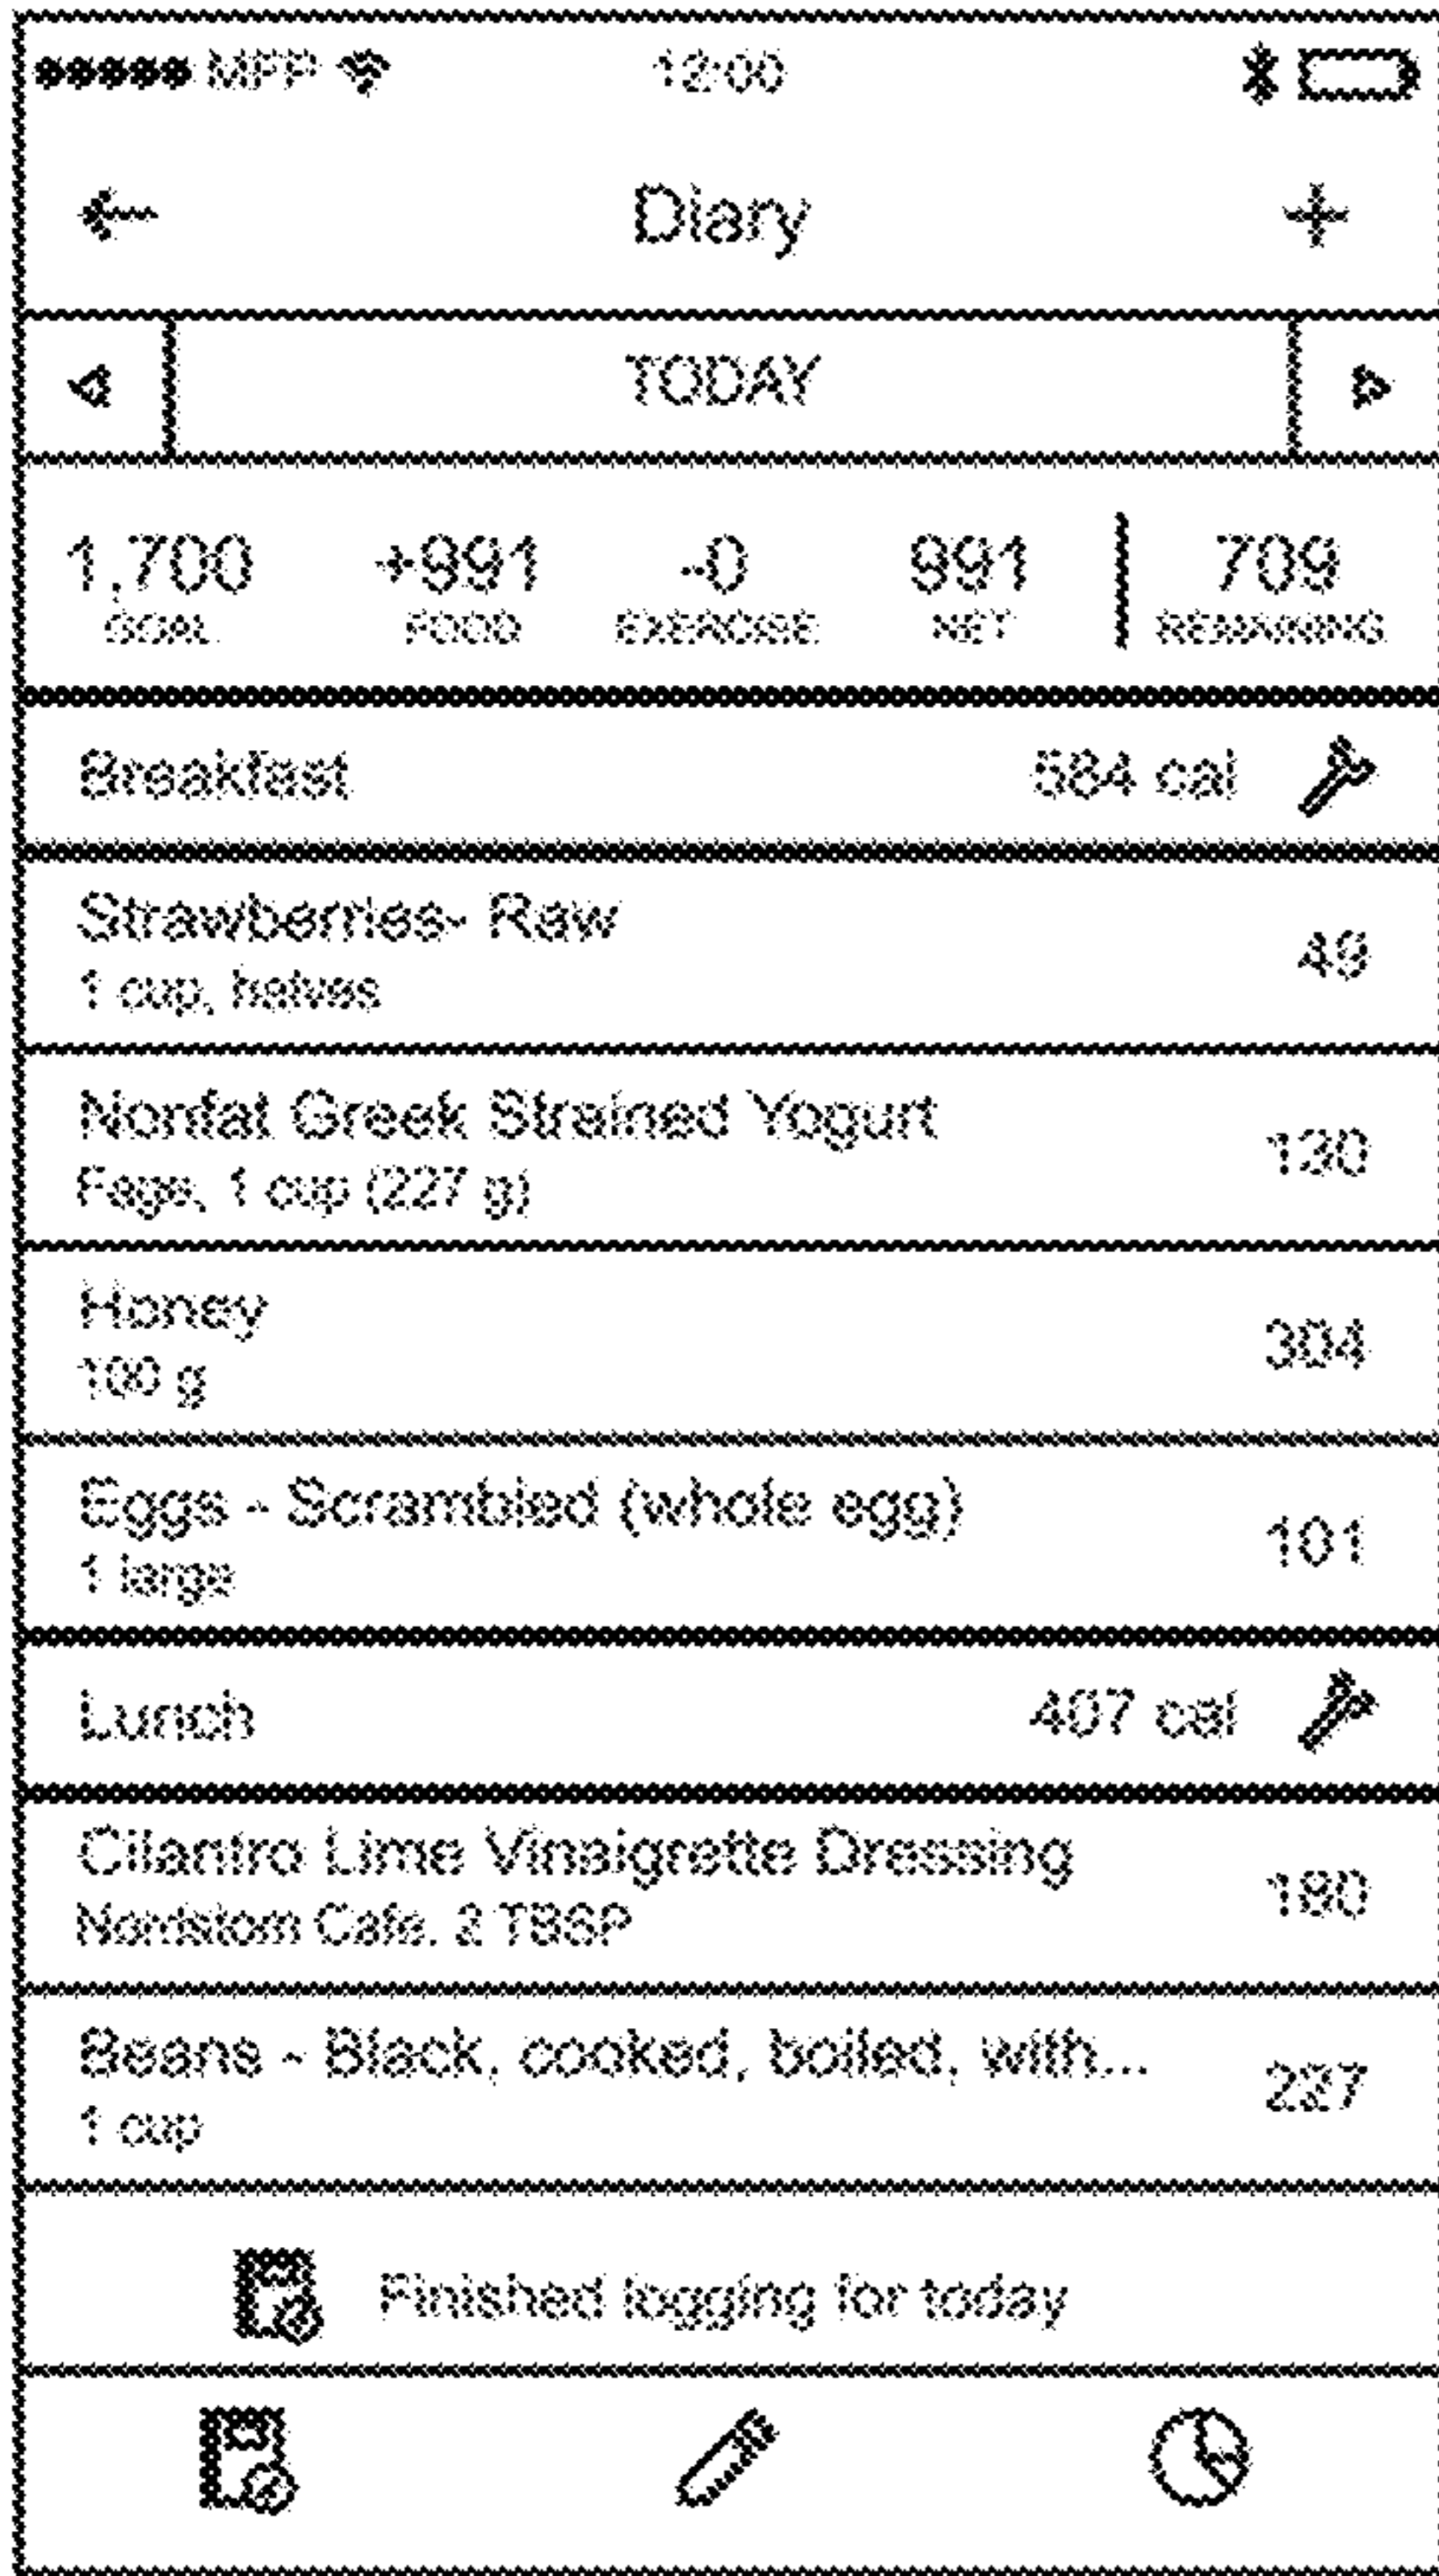 MFP 12:00
Diary
TODAY
1,700 +991 -0 991 709
GOAL FOOD EXERCISE NET REMAINING
Breakfast 584 cal
Strawberries- Raw 49
1 cup, halves
Nonfat Greek Strained Yogurt 130
Fage, 1 cup (227 g)
Honey 304
100 g
Eggs - Scrambled (whole egg) 101
1 large
Lunch 407 cal
Cilantro Lime Vinaigrette Dressing 180
Nordstom Cafe, 2 TBSP
Beans - Black, cooked, boiled, with... 227
1 cup
Finished logging for today